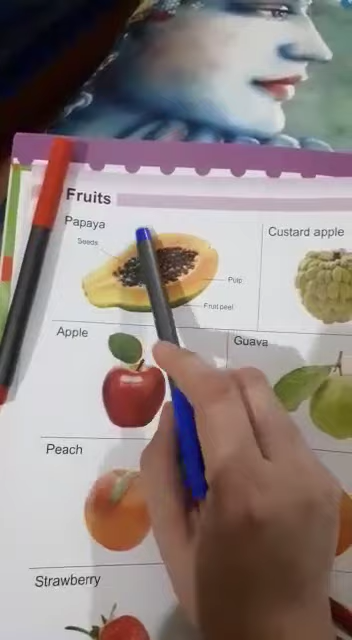 Fruits
Papaya
Custard apple
Seeds
Pulp
Fruit peel
Apple
Guava
Peach
Strawberry